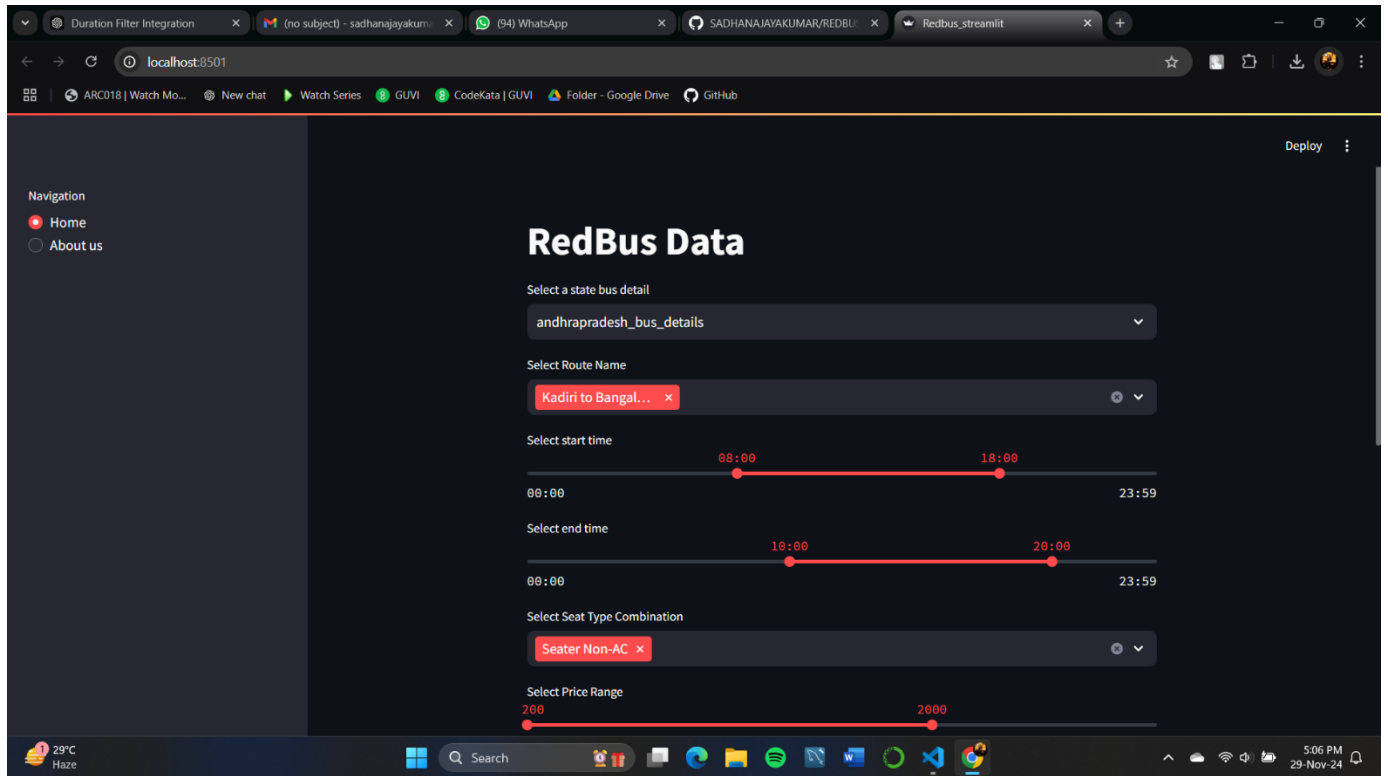 Duration Filter Integration
(no subject) - sadhanajayakuma
(94) WhatsApp
SADHANAJAYAKUMAR/REDBUS
Redbus_streamlit
localhost:8501
ARC018 | Watch Mo...
New chat
Watch Series
GUVI
CodeKata | GUVI
Folder - Google Drive
GitHub
Deploy
Navigation
Home
About us
RedBus Data
Select a state bus detail
andhrapradesh_bus_details
Select Route Name
Kadiri to Bangal...
Select start time
08:00 18:00
00:00 23:59
Select end time
10:00 20:00
00:00 23:59
Select Seat Type Combination
Seater Non-AC
Select Price Range
200 2000
1
29°C
Haze
Search
5:06 PM
29-Nov-24